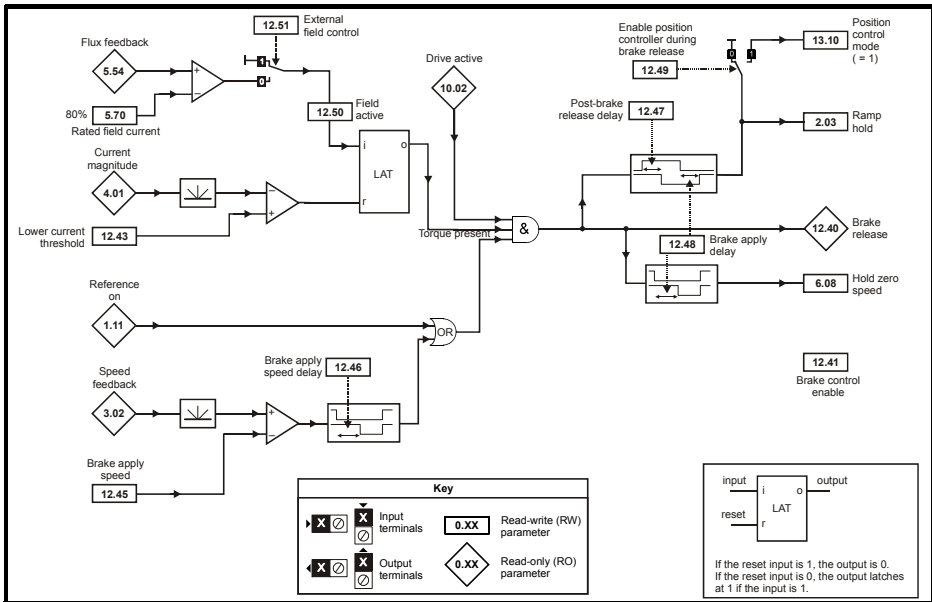 12.51
External
field control
Flux feedback
5.54
1
0
80%
5.70
Rated field current
12.50
Field
active
Current
magnitude
4.01
i
o
LAT
r
Lower current
threshold
12.43
Drive active
10.02
Torque present
&
Enable position
controller during
brake release
12.49
0
1
13.10
Position
control
mode
( = 1)
Post-brake
release delay
12.47
2.03
Ramp
hold
12.40
Brake
release
12.48
Brake apply
delay
6.08
Hold zero
speed
Reference
on
1.11
OR
12.41
Brake control
enable
Speed
feedback
3.02
Brake apply
speed delay
12.46
Brake apply
speed
12.45
+
−
−
+
+
−
Key
X
X
Input
terminals
0.XX
Read-write (RW)
parameter
X
X
Output
terminals
0.XX
Read-only (RO)
parameter
input
i
o
output
LAT
reset
r
If the reset input is 1, the output is 0.
If the reset input is 0, the output latches
at 1 if the input is 1.